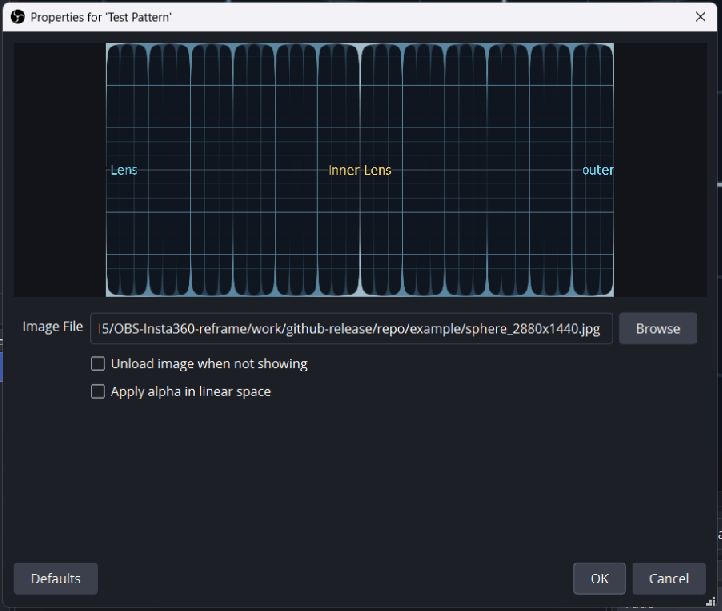 Properties for 'Test Pattern'
Lens
Inner Lens
outer
Image File
I5/OBS-Insta360-reframe/work/github-release/repo/example/sphere_2880x1440.jpg
Browse
Unload image when not showing
Apply alpha in linear space
Defaults
OK
Cancel